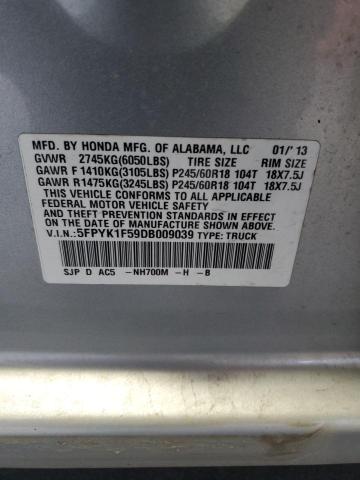 MFD. BY HONDA MFG. OF ALABAMA, LLC 01/'13
GVWR 2745KG(6050LBS) TIRE SIZE RIM SIZE
GAWR F 1410KG(3105LBS) P245/60R18 104T 18X7.5J
GAWR R1475KG(3245LBS) P245/60R18 104T 18X7.5J
THIS VEHICLE CONFORMS TO ALL APPLICABLE
FEDERAL MOTOR VEHICLE SAFETY STANDARDS IN
EFFECT ON THE DATE OF MANUFACTURE SHOWN
ABOVE.
V.I.N.: 5FPYK1F59DB009039 TYPE: TRUCK
SJP D AC5 -NH700M -H -B